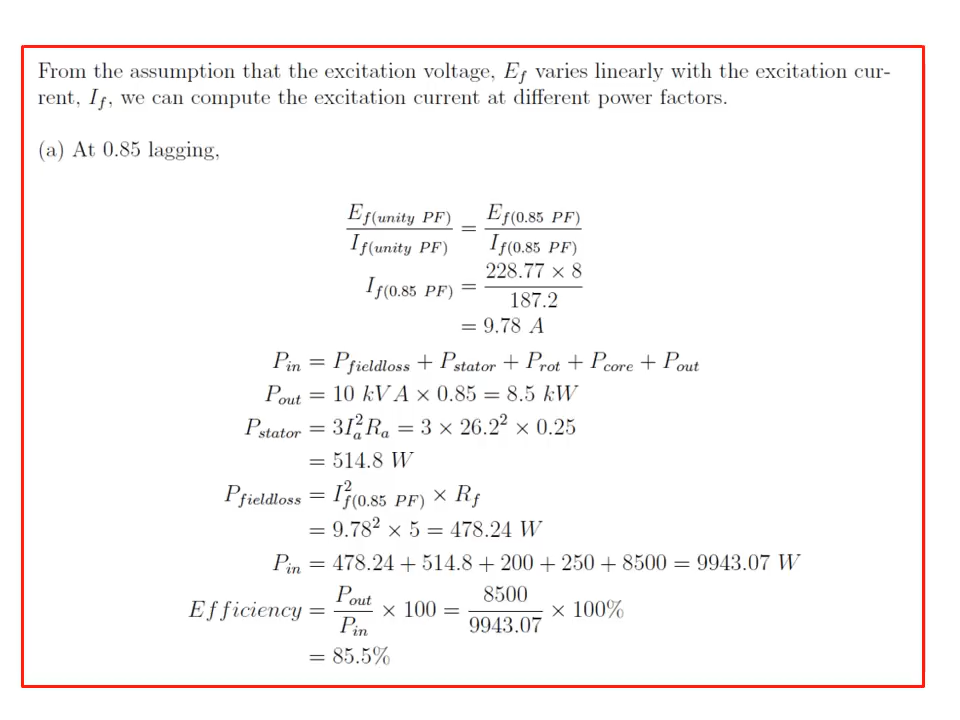 From the assumption that the excitation voltage, E_f varies linearly with the excitation cur-
rent, I_f, we can compute the excitation current at different power factors.
(a) At 0.85 lagging,
E_f(unity PF) / I_f(unity PF) = E_f(0.85 PF) / I_f(0.85 PF)
I_f(0.85 PF) = 228.77 × 8 / 187.2
= 9.78 A
P_in = P_fieldloss + P_stator + P_rot + P_core + P_out
P_out = 10 kVA × 0.85 = 8.5 kW
P_stator = 3I_a^2 R_a = 3 × 26.2^2 × 0.25
= 514.8 W
P_fieldloss = I_f(0.85 PF)^2 × R_f
= 9.78^2 × 5 = 478.24 W
P_in = 478.24 + 514.8 + 200 + 250 + 8500 = 9943.07 W
Efficiency = P_out / P_in × 100 = 8500 / 9943.07 × 100%
= 85.5%